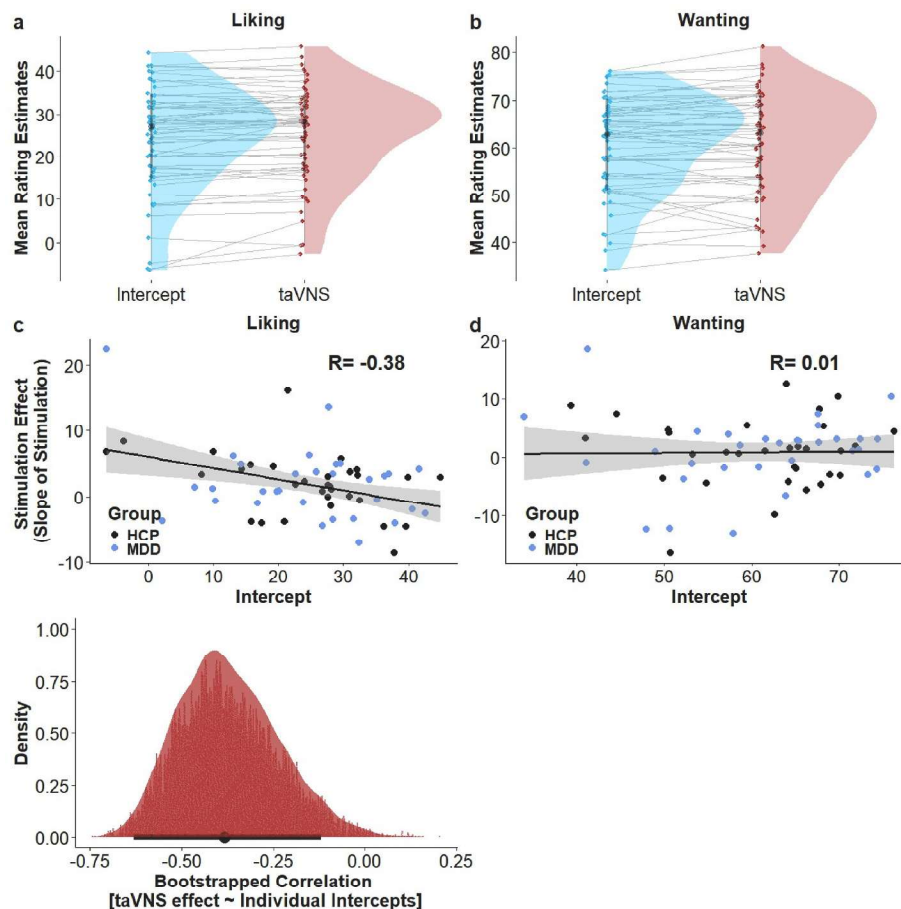 a
Liking
Mean Rating Estimates
40
30
20
10
0
Intercept
taVNS
b
Wanting
Mean Rating Estimates
80
70
60
50
40
Intercept
taVNS
c
Liking
R= -0.38
Stimulation Effect
(Slope of Stimulation)
20
10
0
-10
Group
HCP
MDD
0
10
20
30
40
Intercept
d
Wanting
R= 0.01
20
10
0
-10
Group
HCP
MDD
40
50
60
70
Intercept
Density
1.00
0.75
0.50
0.25
0.00
-0.75
-0.50
-0.25
0.00
0.25
Bootstrapped Correlation
[taVNS effect ~ Individual Intercepts]